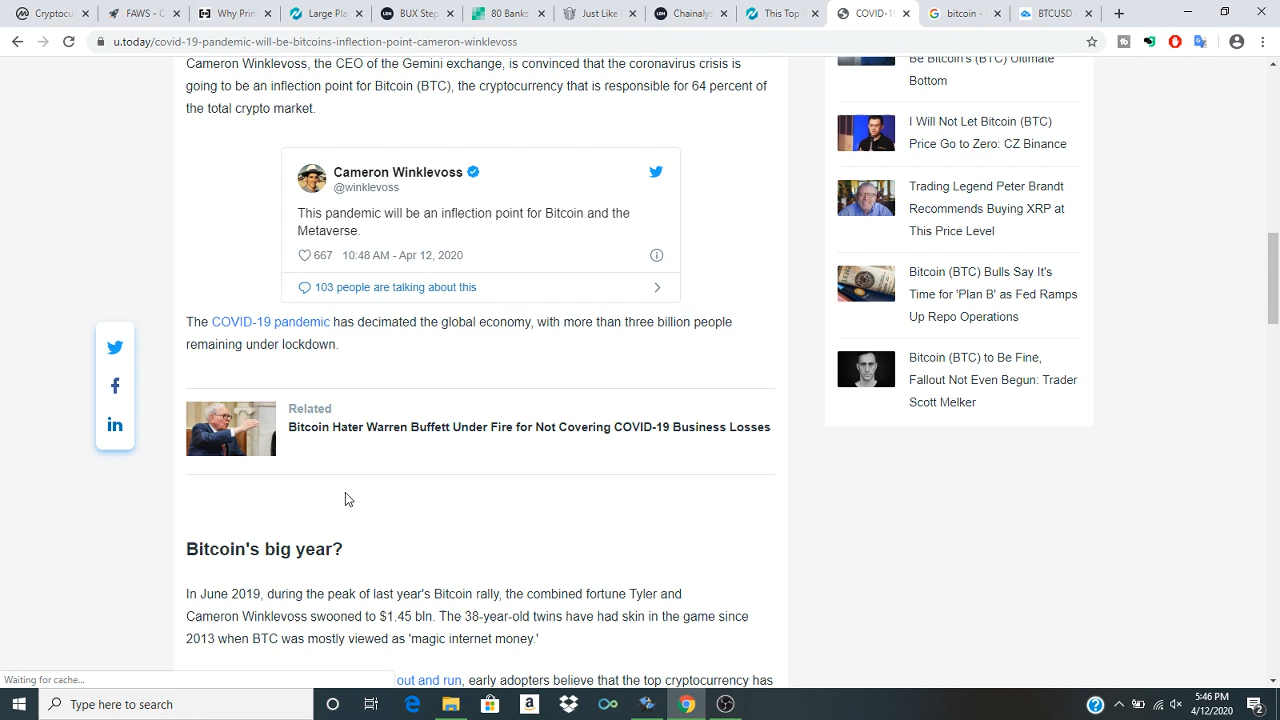 Cryptocu
FAWS - C
Why Print
Large Pla
BUX Step
80 Banks
Just Like
Chainalys
This Top
COVID-1
bitcoin -
BTCUSD
u.today/covid-19-pandemic-will-be-bitcoins-inflection-point-cameron-winklevoss
Cameron Winklevoss, the CEO of the Gemini exchange, is convinced that the coronavirus crisis is
going to be an inflection point for Bitcoin (BTC), the cryptocurrency that is responsible for 64 percent of
the total crypto market.
Cameron Winklevoss
@winklevoss
This pandemic will be an inflection point for Bitcoin and the
Metaverse.
667 10:48 AM - Apr 12, 2020
103 people are talking about this
The COVID-19 pandemic has decimated the global economy, with more than three billion people
remaining under lockdown.
Related
Bitcoin Hater Warren Buffett Under Fire for Not Covering COVID-19 Business Losses
Bitcoin's big year?
In June 2019, during the peak of last year's Bitcoin rally, the combined fortune Tyler and
Cameron Winklevoss swooned to $1.45 bln. The 38-year-old twins have had skin in the game since
2013 when BTC was mostly viewed as 'magic internet money.'
out and run, early adopters believe that the top cryptocurrency has
Be Bitcoin's (BTC) Ultimate
Bottom
I Will Not Let Bitcoin (BTC)
Price Go to Zero: CZ Binance
Trading Legend Peter Brandt
Recommends Buying XRP at
This Price Level
Bitcoin (BTC) Bulls Say It's
Time for 'Plan B' as Fed Ramps
Up Repo Operations
Bitcoin (BTC) to Be Fine,
Fallout Not Even Begun: Trader
Scott Melker
Waiting for cache...
Type here to search
5:46 PM
4/12/2020